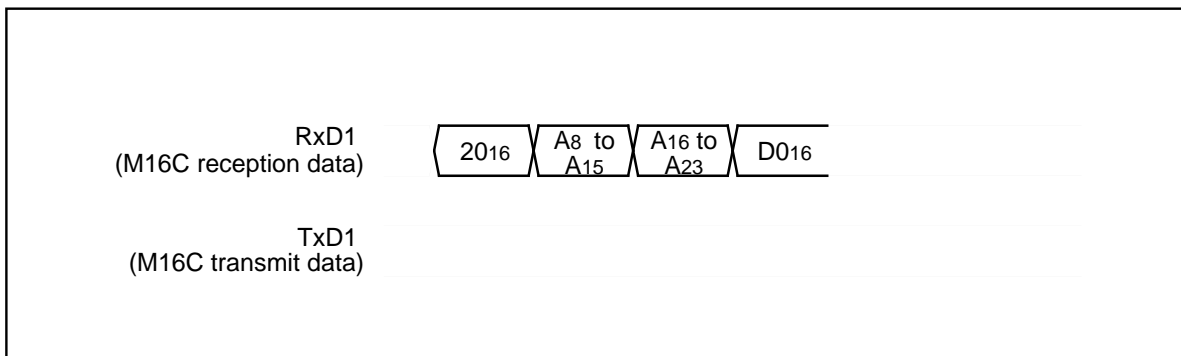 RxD1
(M16C reception data)
2016
A8 to
A15
A16 to
A23
D016
TxD1
(M16C transmit data)